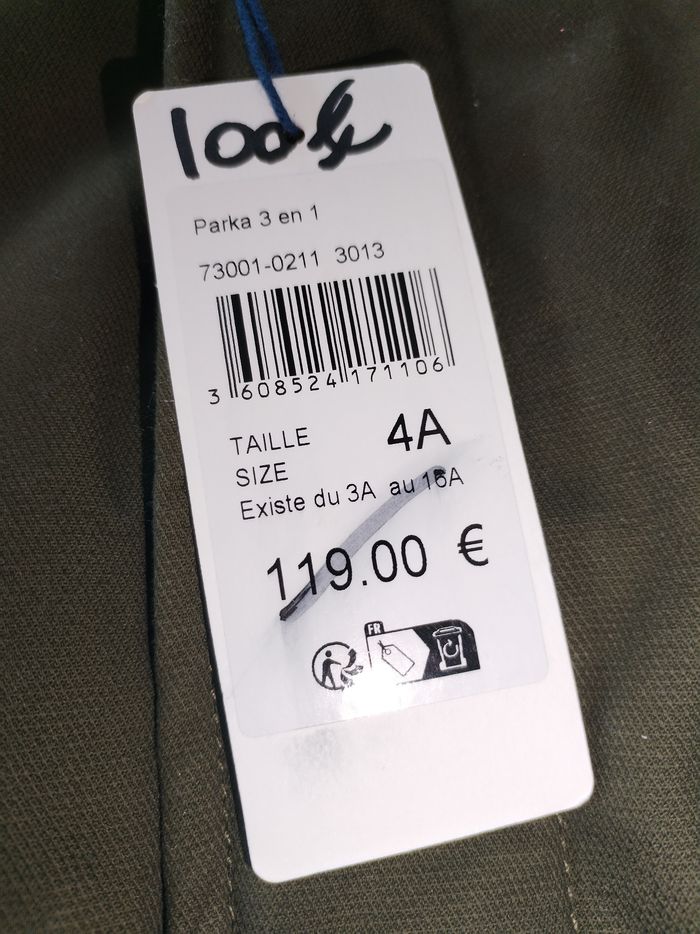 Parka 3 en 1
73001-0211 3013
3 608524 171106
TAILLE 4A
SIZE
Existe du 3A au 16A
119.00 €
FR